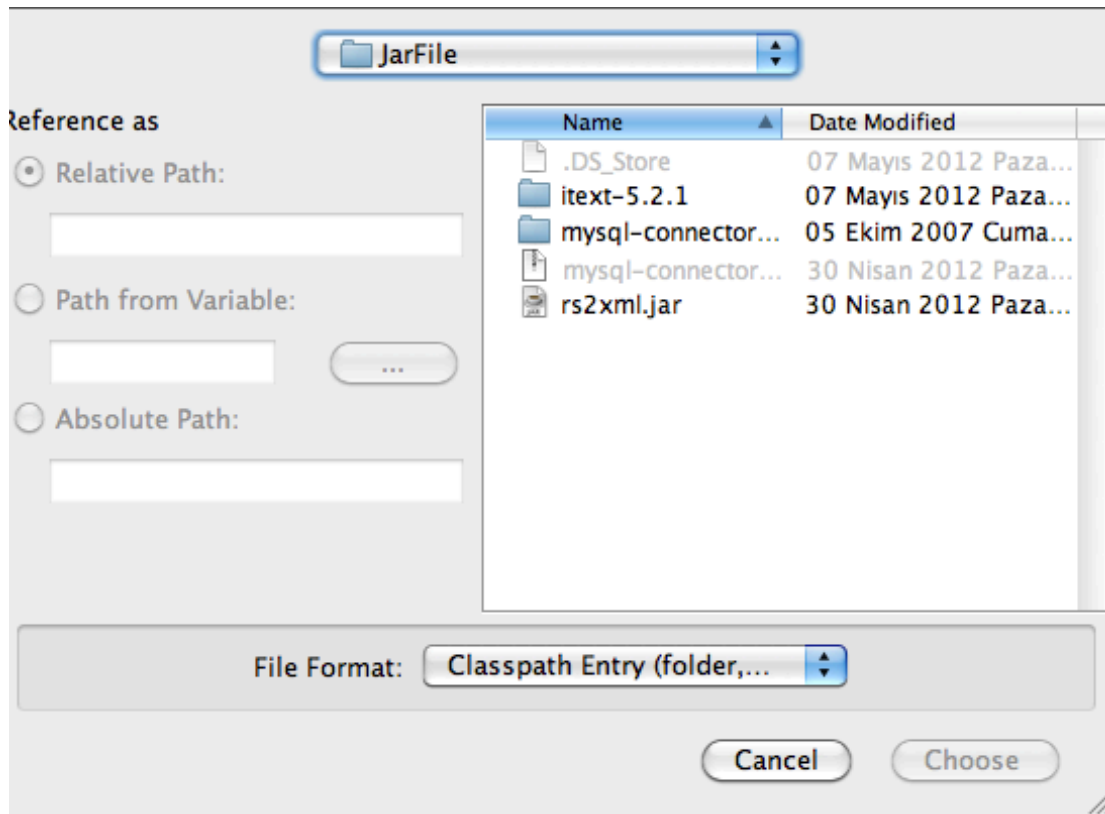 JarFile
Reference as
Relative Path:
Path from Variable:
...
Absolute Path:
Name Date Modified
.DS_Store 07 Mayıs 2012 Paza...
itext-5.2.1 07 Mayıs 2012 Paza...
mysql-connector... 05 Ekim 2007 Cuma...
mysql-connector... 30 Nisan 2012 Paza...
rs2xml.jar 30 Nisan 2012 Paza...
File Format: Classpath Entry (folder,...
Cancel Choose